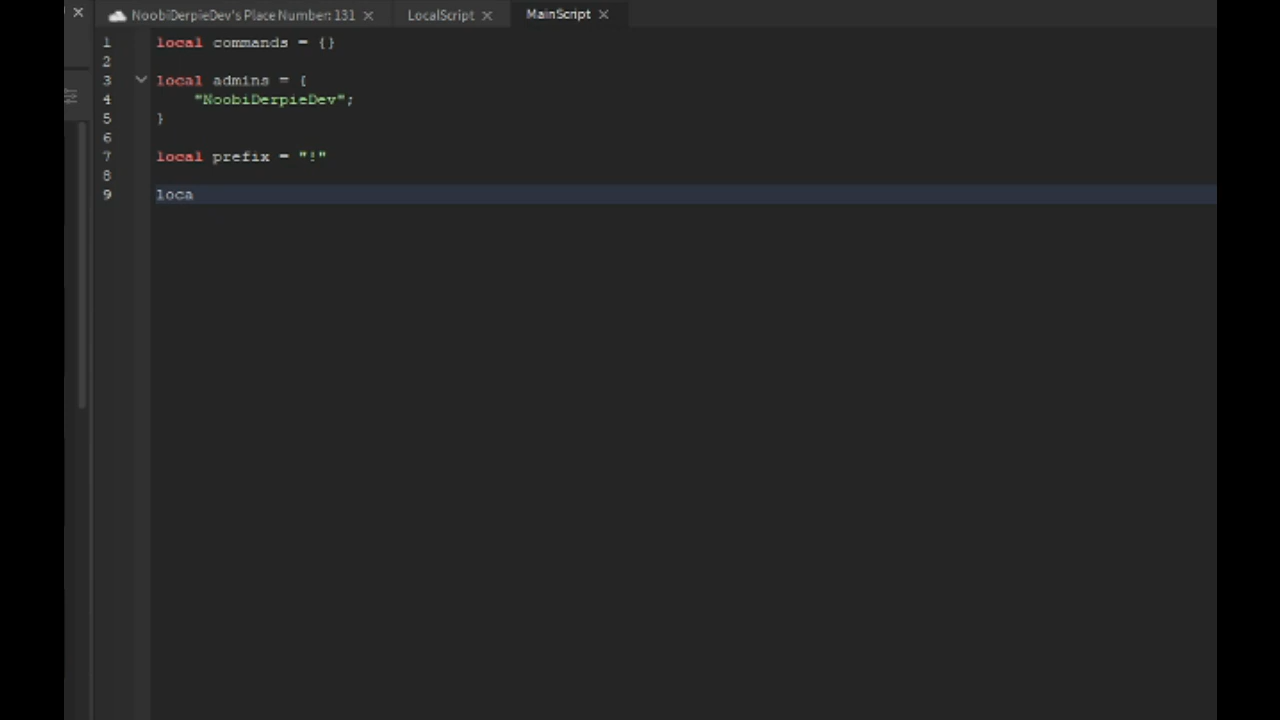 NoobiDerpieDev's Place Number: 131 LocalScript MainScript
1 local commands = {}
2
3 local admins = {
4 "NoobiDerpieDev";
5 }
6
7 local prefix = "!"
8
9 loca